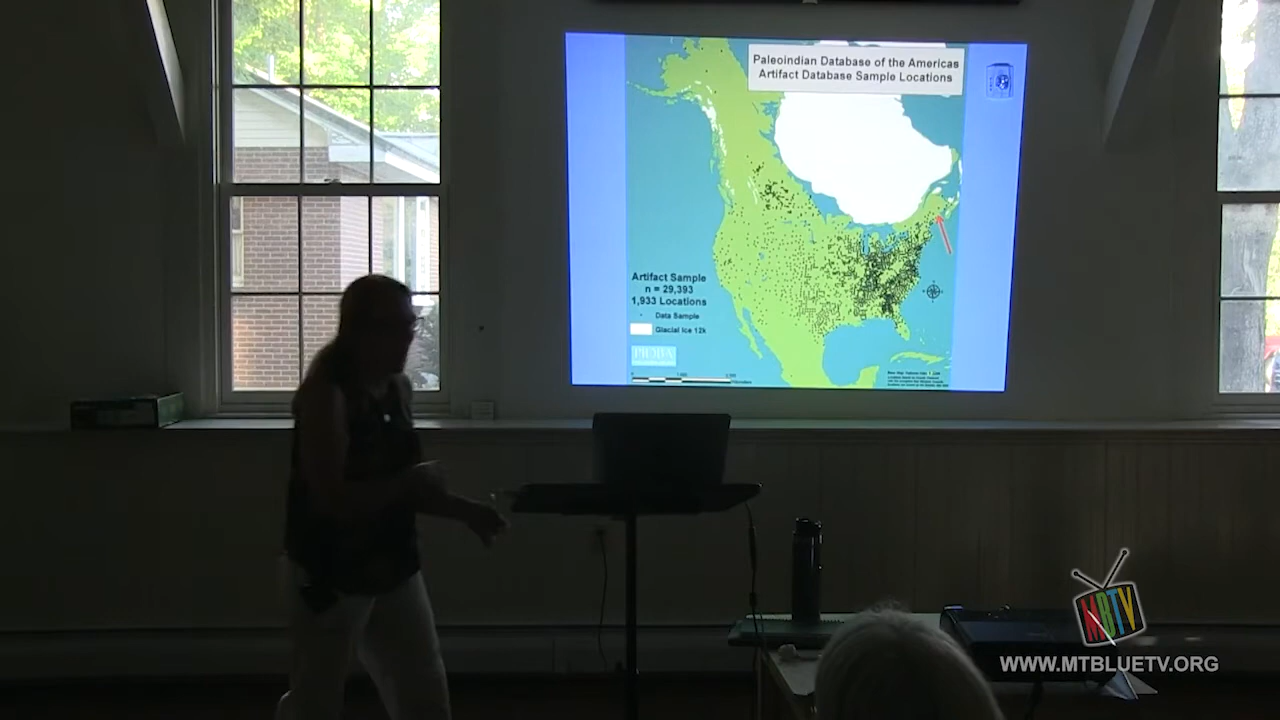 Paleoindian Database of the Americas
Artifact Database Sample Locations
Artifact Sample
n = 29,393
1,933 Locations
Data Sample
Glacial Ice 12k
PIDBA
MBTV
WWW.MTBLUETV.ORG